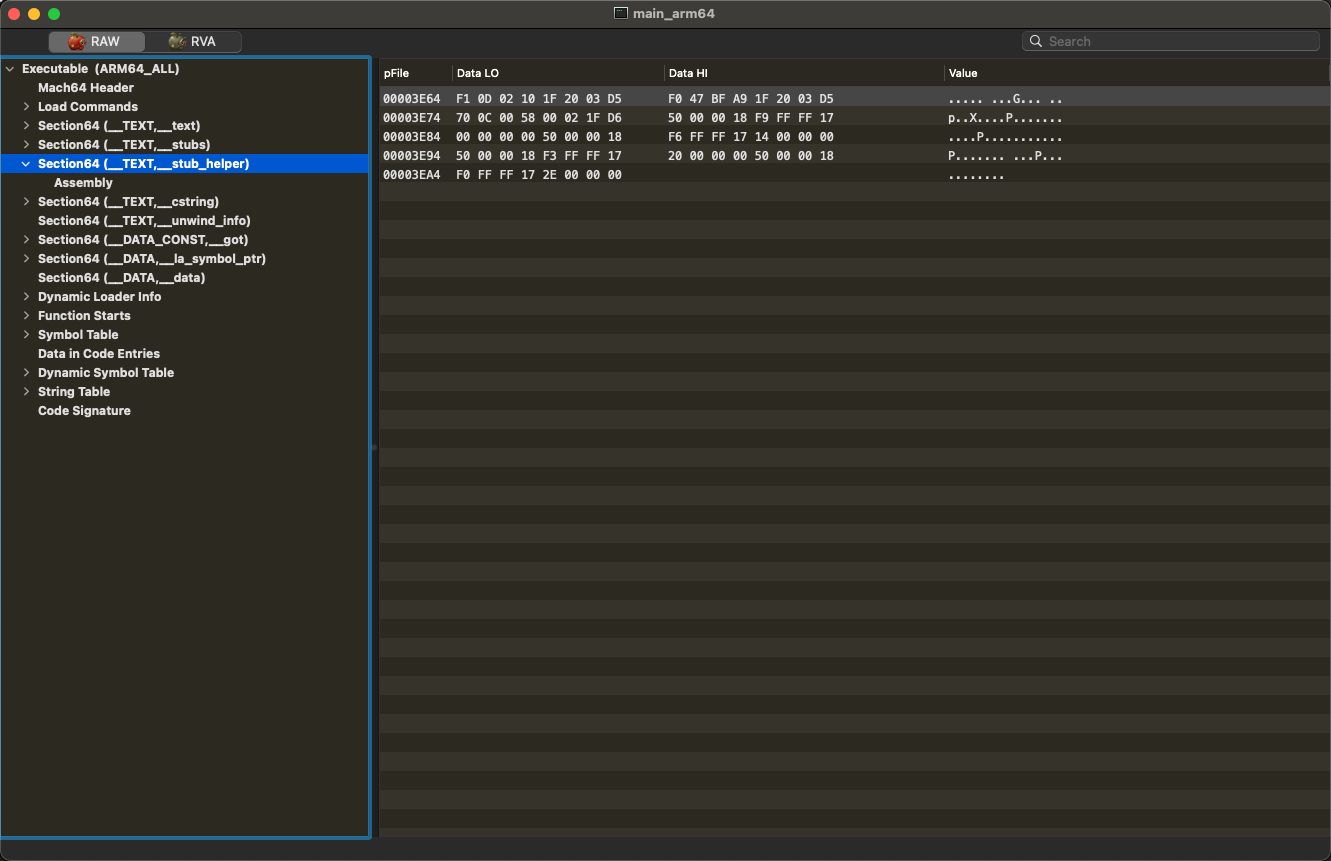 main_arm64
RAW RVA Search
Executable (ARM64_ALL)
Mach64 Header
Load Commands
Section64 (__TEXT,__text)
Section64 (__TEXT,__stubs)
Section64 (__TEXT,__stub_helper)
Assembly
Section64 (__TEXT,__cstring)
Section64 (__TEXT,__unwind_info)
Section64 (__DATA_CONST,__got)
Section64 (__DATA,__la_symbol_ptr)
Section64 (__DATA,__data)
Dynamic Loader Info
Function Starts
Symbol Table
Data in Code Entries
Dynamic Symbol Table
String Table
Code Signature
pFile Data LO Data HI Value
00003E64 F1 0D 02 10 1F 20 03 D5 F0 47 BF A9 1F 20 03 D5 ..... ...G... ..
00003E74 70 0C 00 58 00 02 1F D6 50 00 00 18 F9 FF FF 17 p..X....P.......
00003E84 00 00 00 00 50 00 00 18 F6 FF FF 17 14 00 00 00 ....P...........
00003E94 50 00 00 18 F3 FF FF 17 20 00 00 00 50 00 00 18 P....... ...P...
00003EA4 F0 FF FF 17 2E 00 00 00 ........